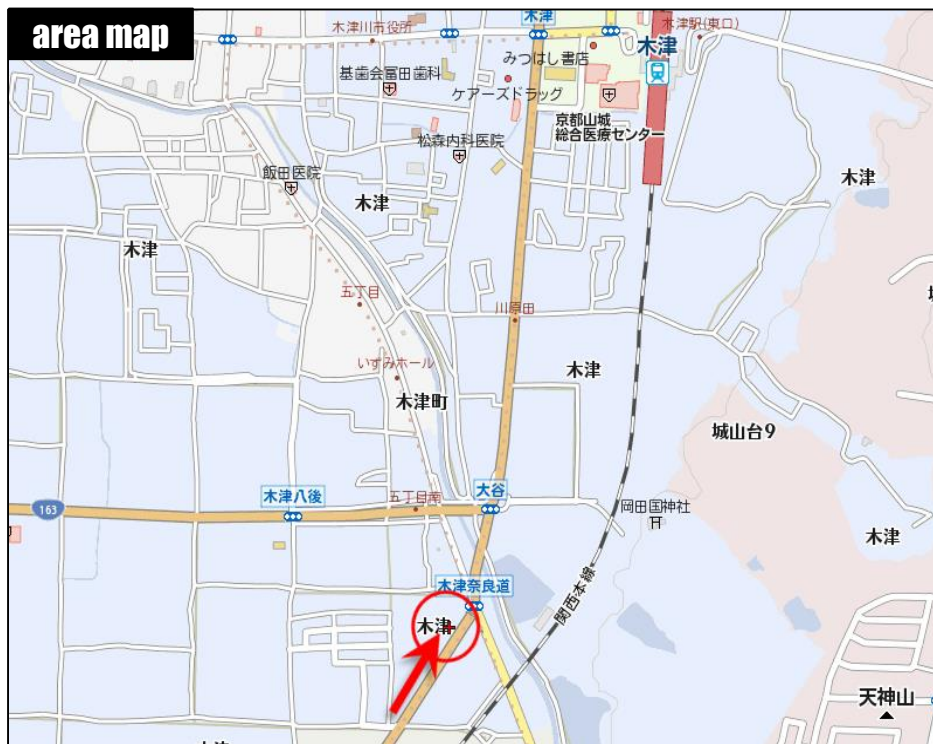 area map
木津
木津川市役所
木津駅(東口)
木津
みつはし書店
基歯会冨田歯科
ケアーズドラッグ
京都山城
総合医療センター
松森内科医院
飯田医院
木津
木津
木津
五丁目
川原田
いずみホール
木津
木津町
城山台9
木津八後
大谷
163
五丁目南
岡田国神社
木津
木津奈良道
関西本線
木津
天神山